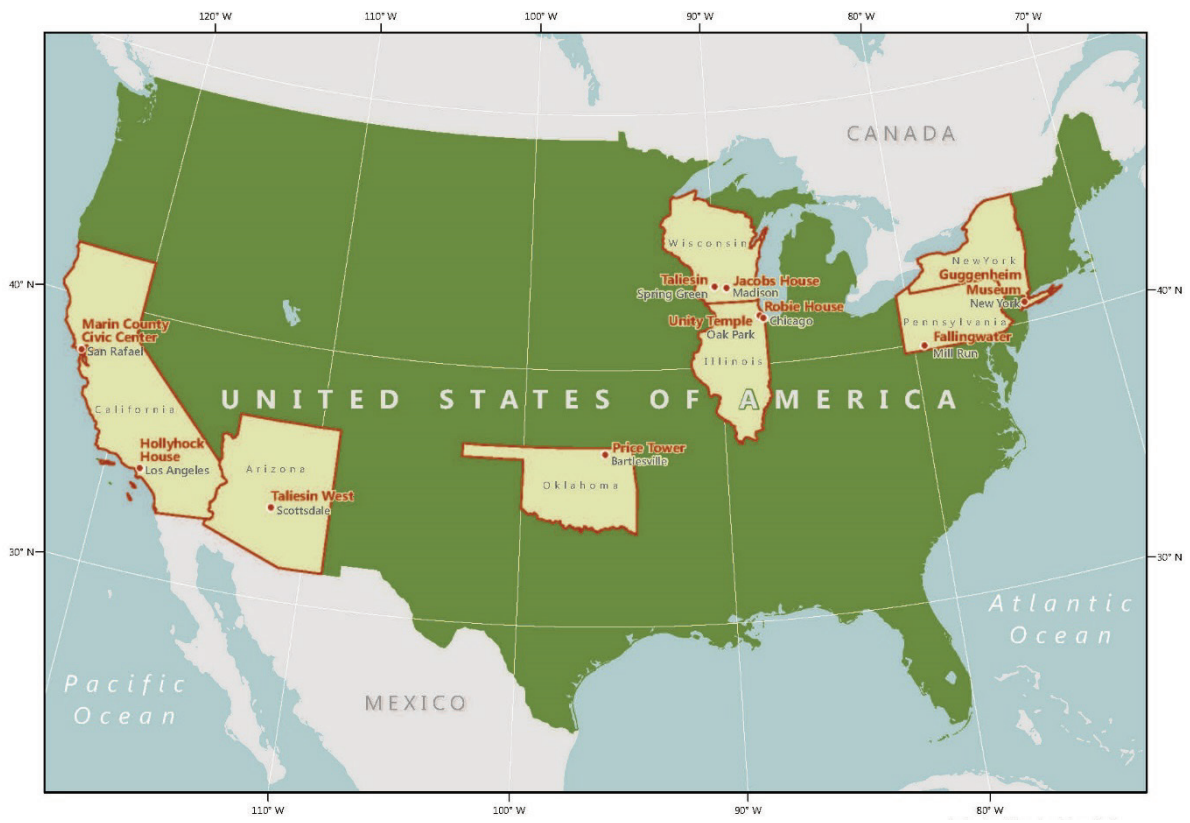 120° W
110° W
100° W
90° W
80° W
70° W
CANADA
Wisconsin
Taliesin
Spring Green
Jacobs House
Madison
Robie House
Chicago
Unity Temple
Oak Park
Illinois
NewYork
Guggenheim
Museum
New York
Pennsylvania
Fallingwater
Mill Run
40° N
40° N
Marin County
Civic Center
San Rafael
California
UNITED STATES OF AMERICA
Hollyhock
House
Los Angeles
Arizona
Taliesin West
Scottsdale
Price Tower
Bartlesville
Oklahoma
30° N
30° N
Atlantic
Ocean
Pacific
Ocean
MEXICO
110° W
100° W
90° W
80° W